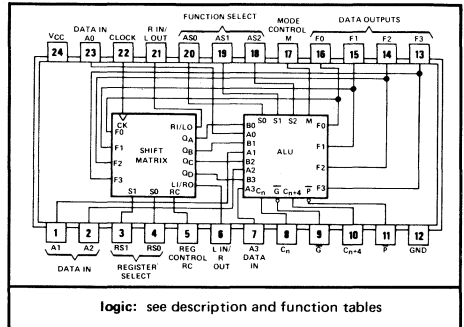 FUNCTION SELECT
MODE
CONTROL
M
DATA OUTPUTS
VCC
DATA IN
A0
CLOCK
R IN/
L OUT
AS0
AS1
AS2
F0
F1
F2
F3
24
23
22
21
20
19
18
17
16
15
14
13
CK
RI/LO
F0
F1
F2
F3
QA
QB
QC
QD
LI/RO
SHIFT
MATRIX
S1
S0
RC
S0
S1
S2
M
B0
A0
B1
A1
B2
A2
B3
A3
ALU
F0
F1
F2
F3
Cn
G
Cn+4
P
1
2
3
4
5
6
7
8
9
10
11
12
A1
A2
RS1
RS0
REG
CONTROL
RC
L IN/
R
OUT
A3
DATA
IN
Cn
G
Cn+4
P
GND
DATA IN
REGISTER
SELECT
logic: see description and function tables